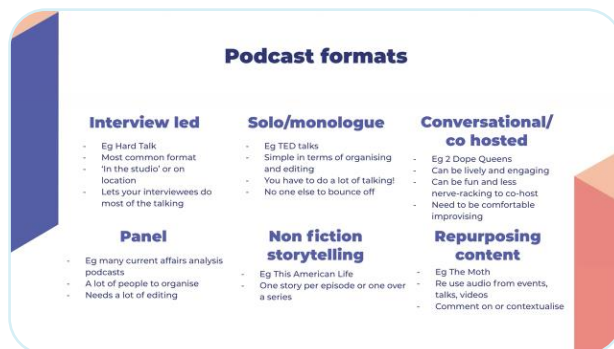 Podcast formats
Interview led
- Eg Hard Talk
- Most common format
- 'In the studio' or on
location
- Lets your interviewees do
most of the talking
Solo/monologue
- Eg TED talks
- Simple in terms of organising
and editing
- You have to do a lot of talking!
- No one else to bounce off
Conversational/
co hosted
- Eg 2 Dope Queens
- Can be lively and engaging
- Can be fun and less
nerve-racking to co-host
- Need to be comfortable
improvising
Panel
- Eg many current affairs analysis
podcasts
- A lot of people to organise
- Needs a lot of editing
Non fiction
storytelling
- Eg This American Life
- One story per episode or one over
a series
Repurposing
content
- Eg The Moth
- Re use audio from events,
talks, videos
- Comment on or contextualise